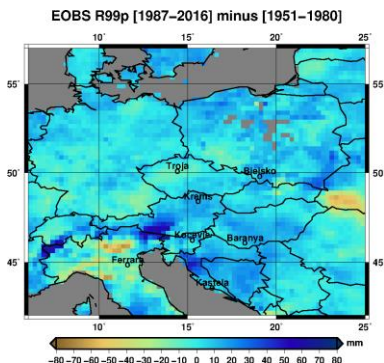 EOBS R99p [1987−2016] minus [1951−1980]
10˚ 15˚ 20˚ 25˚
55˚ 55˚
Troja Bielsko
50˚ 50˚
Krems
Kocavje Baranya
45˚ Ferrara 45˚
Kastela
10˚ 15˚ 20˚ 25˚
mm
−80−70−60−50−40−30−20−10 0 10 20 30 40 50 60 70 80